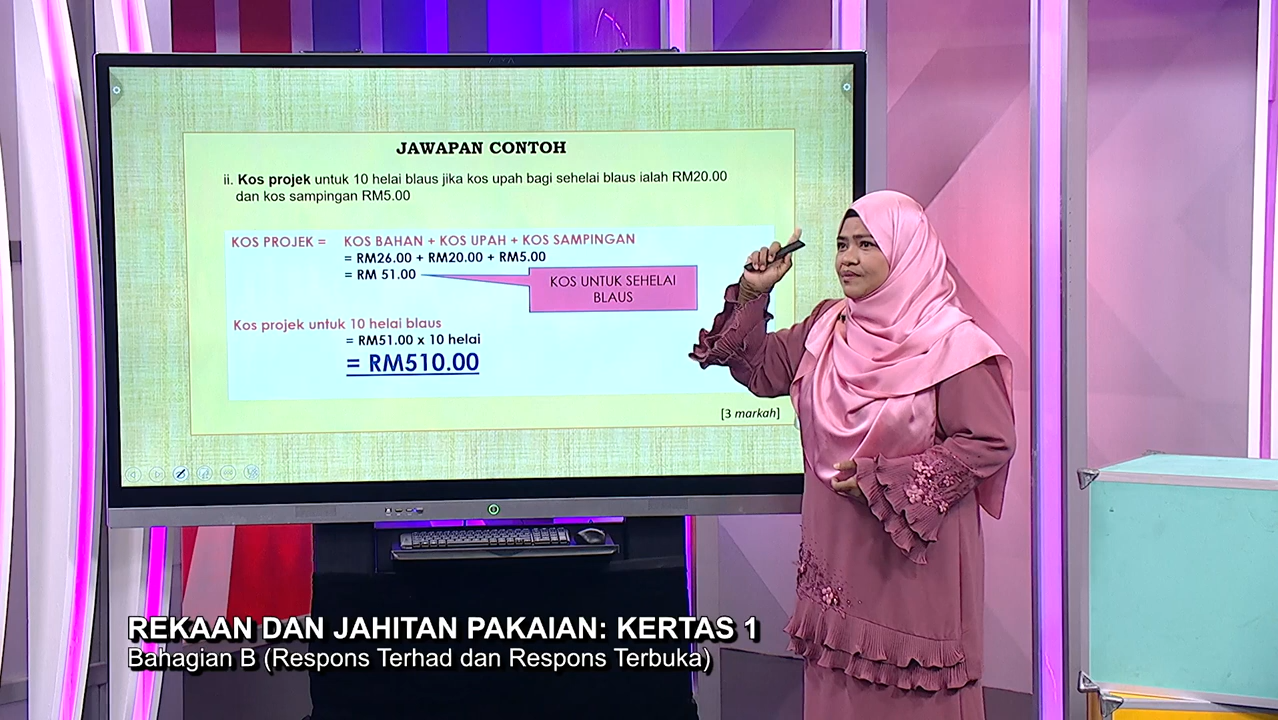 JAWAPAN CONTOH
ii. Kos projek untuk 10 helai blaus jika kos upah bagi sehelai blaus ialah RM20.00
dan kos sampingan RM5.00
KOS PROJEK = KOS BAHAN + KOS UPAH + KOS SAMPINGAN
= RM26.00 + RM20.00 + RM5.00
= RM 51.00
KOS UNTUK SEHELAI
BLAUS
Kos projek untuk 10 helai blaus
= RM51.00 x 10 helai
= RM510.00
[3 markah]
REKAAN DAN JAHITAN PAKAIAN: KERTAS 1
Bahagian B (Respons Terhad dan Respons Terbuka)